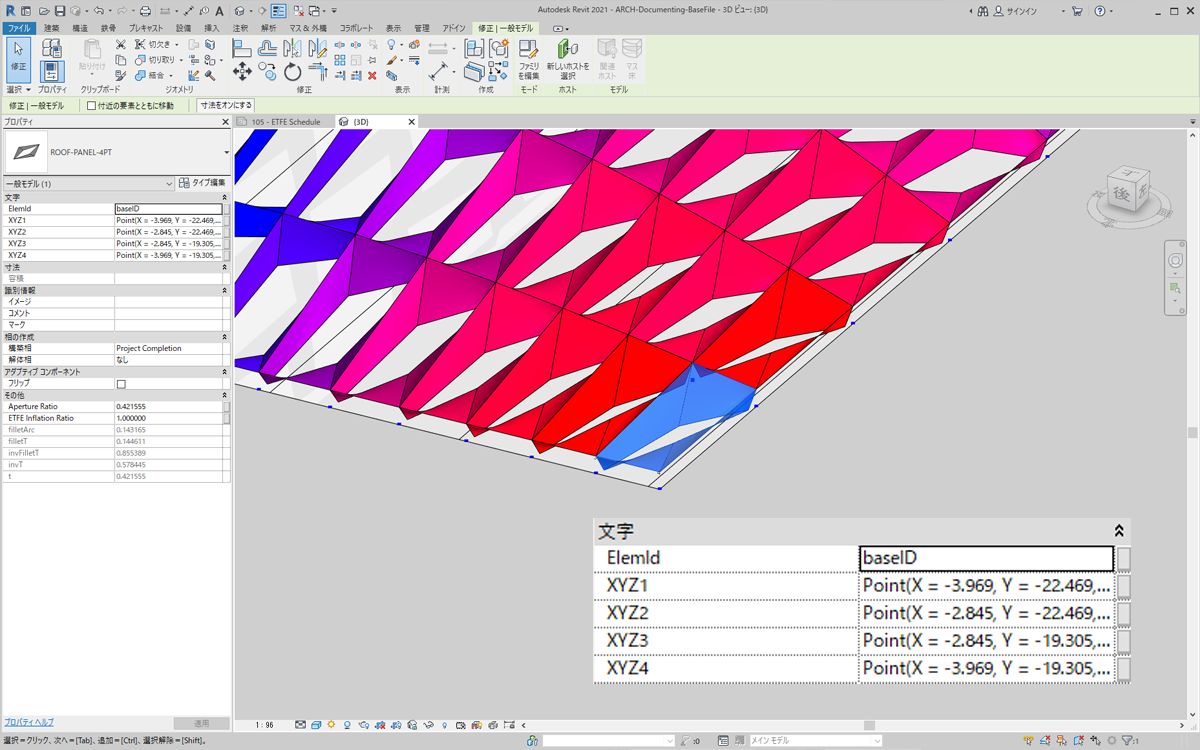 Autodesk Revit 2021 - ARCH-Documenting-BaseFile - 3D ビュー: {3D}
サインイン
ファイル 建築 構造 鉄骨 プレキャスト 設備 挿入 注釈 解析 マス & 外構 コラボレート 表示 管理 アドイン 修正 | 一般モデル
修正 貼り付け 切欠き 切り取り 結合 ファミリを編集 新しいホストを選択 関連ホスト マス床
選択 プロパティ クリップボード ジオメトリ 修正 表示 計測 作成 モード ホスト モデル
修正 | 一般モデル 付近の要素とともに移動 寸法をオンにする
プロパティ
105 - ETFE Schedule
{3D}
ROOF-PANEL-4PT
一般モデル (1) タイプ編集
文字
ElemId baseID
XYZ1 Point(X = -3.969, Y = -22.469,...
XYZ2 Point(X = -2.845, Y = -22.469,...
XYZ3 Point(X = -2.845, Y = -19.305,...
XYZ4 Point(X = -3.969, Y = -19.305,...
寸法
容積
識別情報
イメージ
コメント
マーク
相の作成
構築相 Project Completion
解体相 なし
アダプティブ コンポーネント
フリップ
その他
Aperture Ratio 0.421555
ETFE Inflation Ratio 1.000000
filletArc 0.143165
filletT 0.144611
invFilletT 0.855389
invT 0.578445
t 0.421555
後
文字
ElemId baseID
XYZ1 Point(X = -3.969, Y = -22.469,...
XYZ2 Point(X = -2.845, Y = -22.469,...
XYZ3 Point(X = -2.845, Y = -19.305,...
XYZ4 Point(X = -3.969, Y = -19.305,...
プロパティ ヘルプ 適用
1 : 96
選択=クリック、次へ=[Tab]、追加=[Ctrl]、選択解除=[Shift]。
:0
メイン モデル
:1